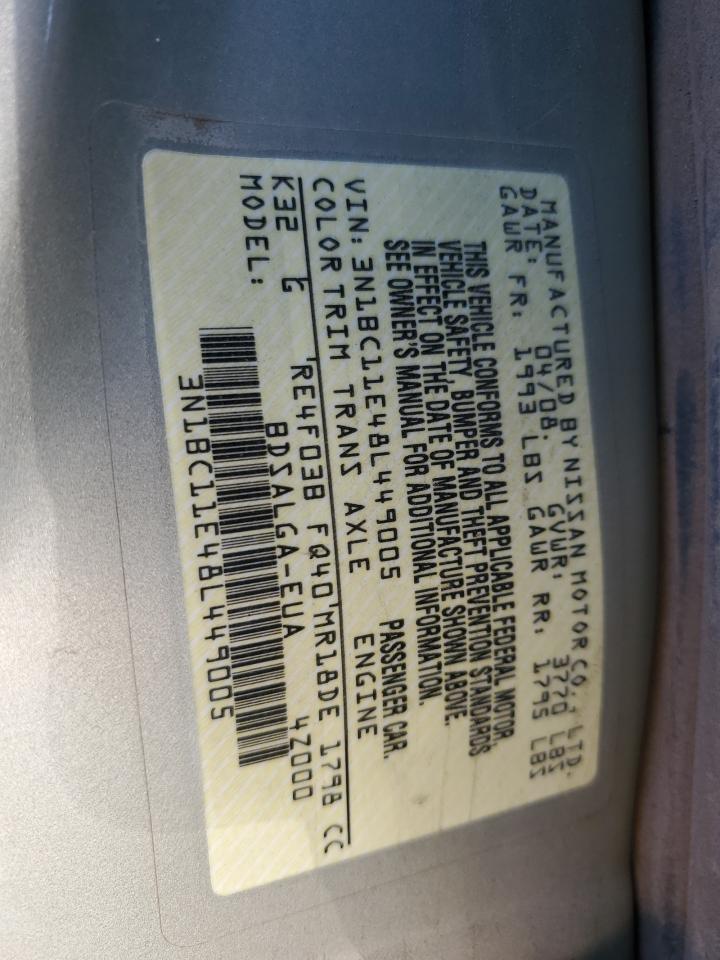 MANUFACTURED BY NISSAN MOTOR CO., LTD.
DATE: 04/08. GVWR: 3770 LBS
GAWR FR: 1993 LBS GAWR RR: 1795 LBS
THIS VEHICLE CONFORMS TO ALL APPLICABLE FEDERAL MOTOR
VEHICLE SAFETY, BUMPER AND THEFT PREVENTION STANDARDS
IN EFFECT ON THE DATE OF MANUFACTURE SHOWN ABOVE.
SEE OWNER'S MANUAL FOR ADDITIONAL INFORMATION.
VIN: 3N1BC11E48L449005 PASSENGER CAR.
COLOR TRIM TRANS AXLE ENGINE
K32 G 'RE4F03B FQ40'MR18DE 1798 CC
MODEL: BDSALGA-EUA 4Z000
3N1BC11E48L449005